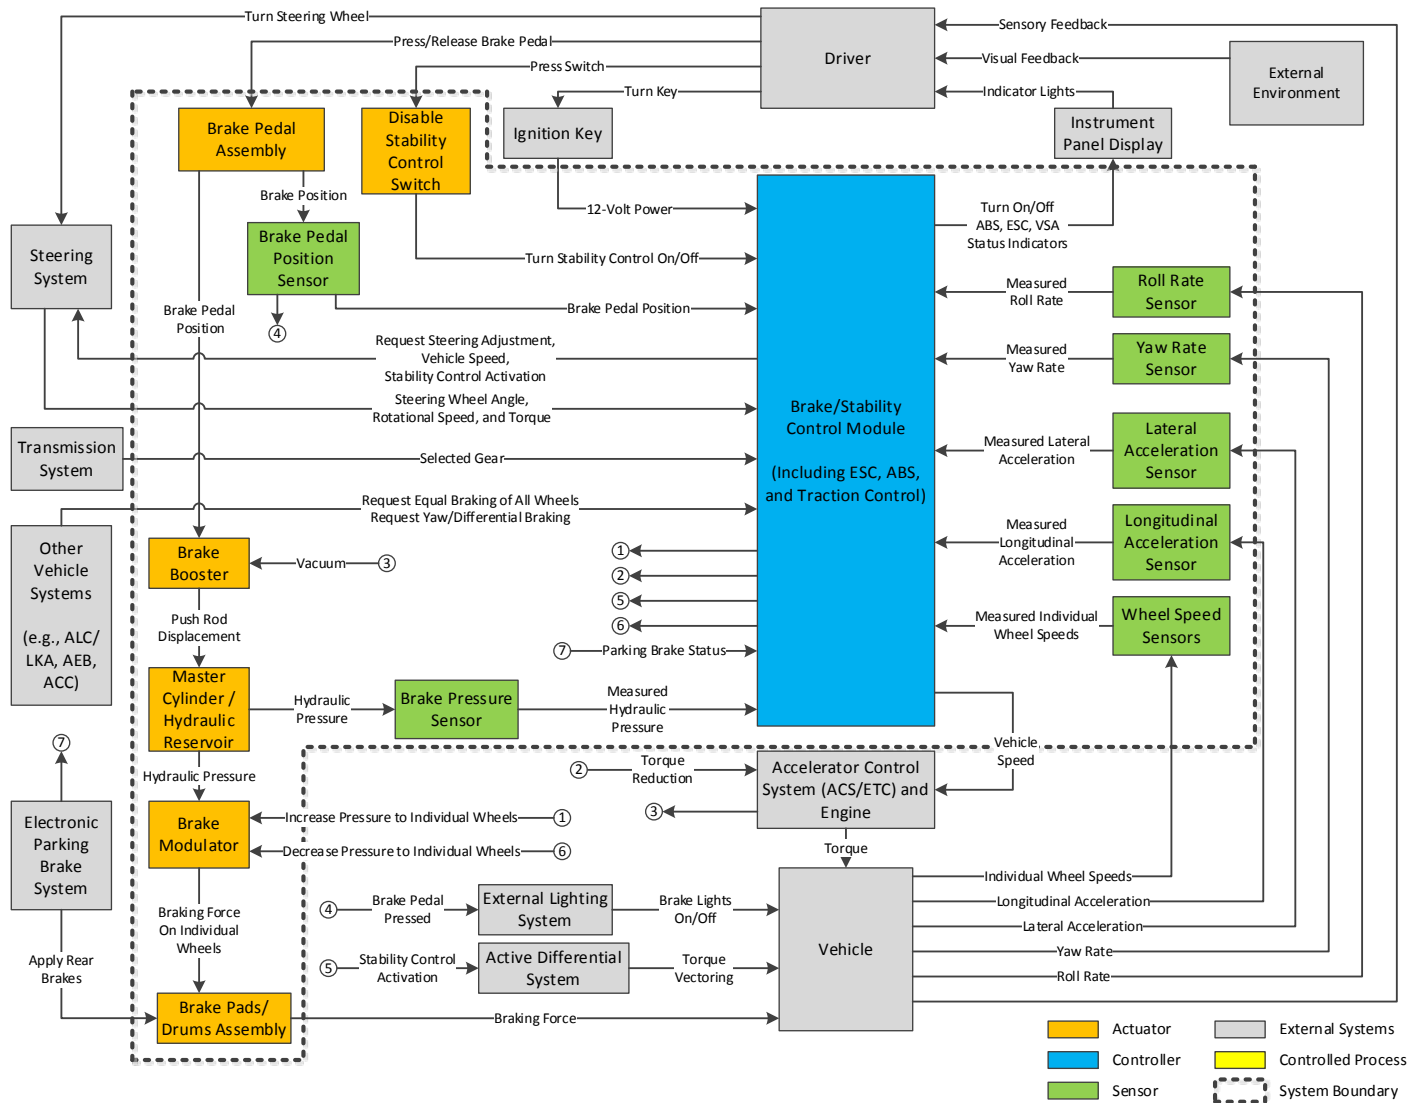 Turn Steering Wheel
Press/Release Brake Pedal
Press Switch
Turn Key
Driver
Sensory Feedback
Visual Feedback
Indicator Lights
External
Environment
Brake Pedal
Assembly
Disable
Stability
Control
Switch
Ignition Key
Instrument
Panel Display
Brake Position
12-Volt Power
Turn On/Off
ABS, ESC, VSA
Status Indicators
Steering
System
Brake Pedal
Position
Sensor
Turn Stability Control On/Off
Measured
Roll Rate
Roll Rate
Sensor
Brake Pedal
Position
4
Brake Pedal Position
Request Steering Adjustment,
Vehicle Speed,
Stability Control Activation
Measured
Yaw Rate
Yaw Rate
Sensor
Steering Wheel Angle,
Rotational Speed, and Torque
Brake/Stability
Control Module
(Including ESC, ABS,
and Traction Control)
Transmission
System
Selected Gear
Measured Lateral
Acceleration
Lateral
Acceleration
Sensor
Request Equal Braking of All Wheels
Request Yaw/Differential Braking
Other
Vehicle
Systems
(e.g., ALC/
LKA, AEB,
ACC)
Brake
Booster
Vacuum
3
1
2
5
6
7
Parking Brake Status
Measured
Longitudinal
Acceleration
Longitudinal
Acceleration
Sensor
Push Rod
Displacement
Measured Individual
Wheel Speeds
Wheel Speed
Sensors
Master
Cylinder /
Hydraulic
Reservoir
Hydraulic
Pressure
Brake Pressure
Sensor
Measured
Hydraulic
Pressure
Vehicle
Speed
7
Hydraulic Pressure
2
Torque
Reduction
Accelerator Control
System (ACS/ETC) and
Engine
3
Electronic
Parking
Brake
System
Brake
Modulator
Increase Pressure to Individual Wheels
1
Decrease Pressure to Individual Wheels
6
Torque
Braking Force
On Individual
Wheels
4
Brake Pedal
Pressed
External Lighting
System
Brake Lights
On/Off
Vehicle
Individual Wheel Speeds
Longitudinal Acceleration
Lateral Acceleration
Yaw Rate
Roll Rate
Apply Rear
Brakes
5
Stability Control
Activation
Active Differential
System
Torque
Vectoring
Brake Pads/
Drums Assembly
Braking Force
Actuator
External Systems
Controller
Controlled Process
Sensor
System Boundary